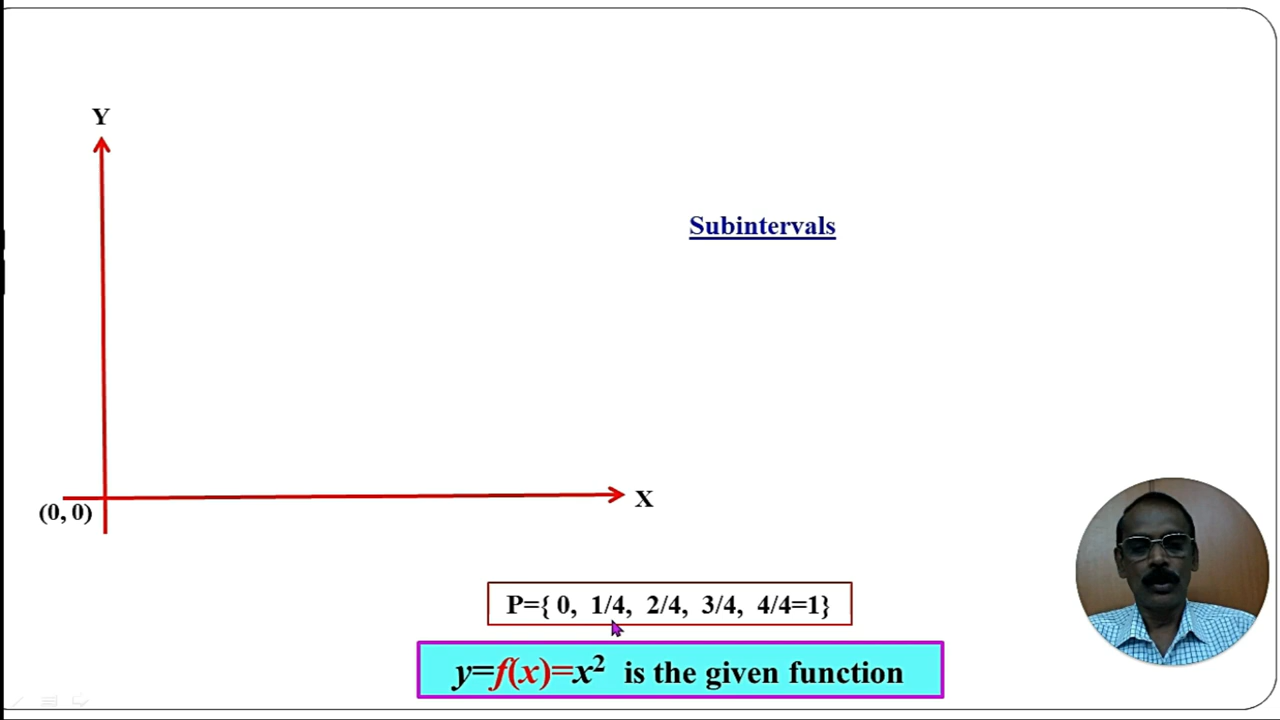 Y
Subintervals
X
(0, 0)
P={ 0, 1/4, 2/4, 3/4, 4/4=1}
y=f(x)=x² is the given function